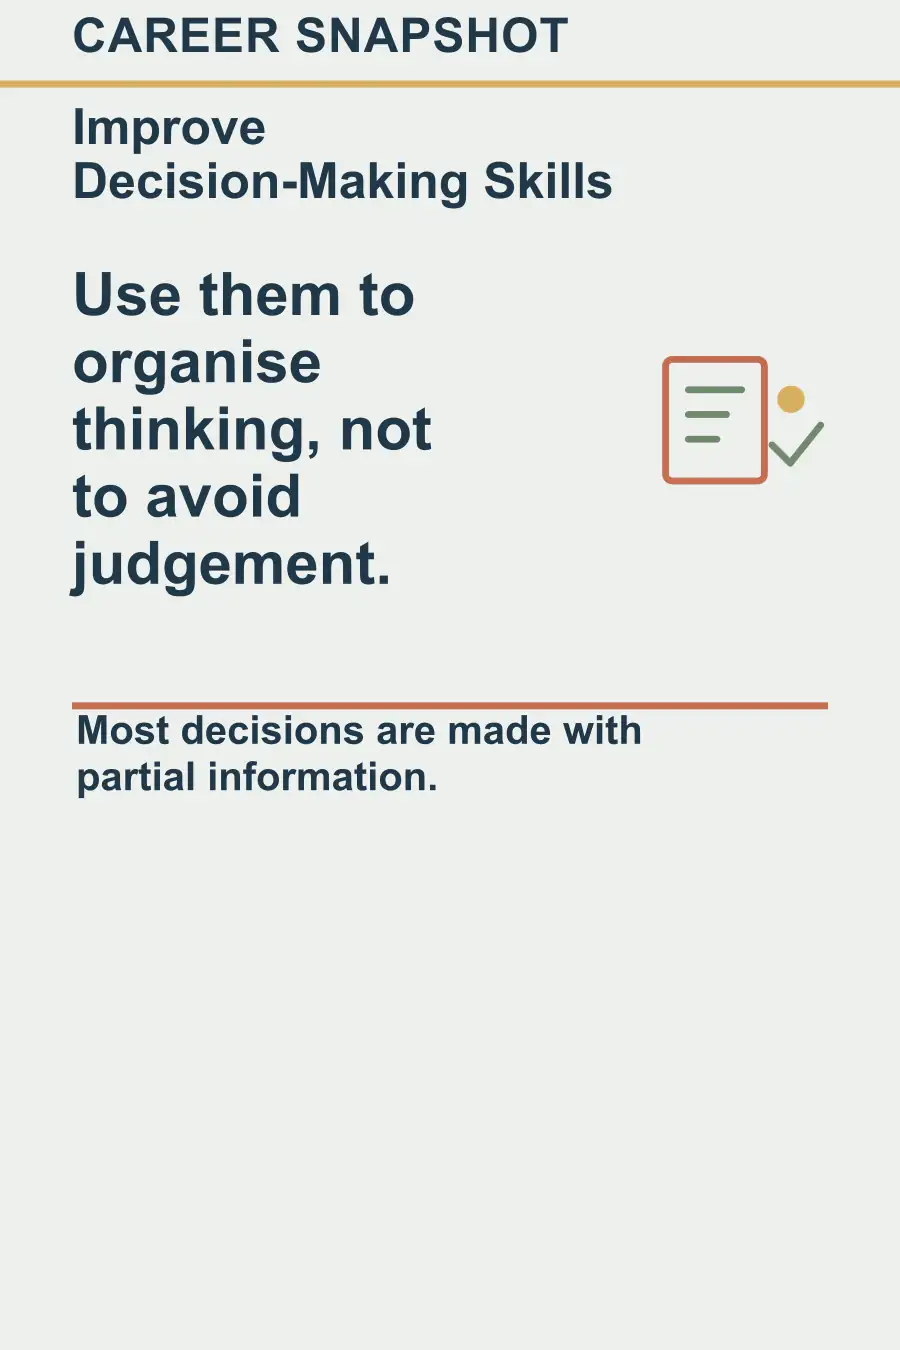 CAREER SNAPSHOT
Improve
Decision-Making Skills
Use them to
organise
thinking, not
to avoid
judgement.
Most decisions are made with
partial information.